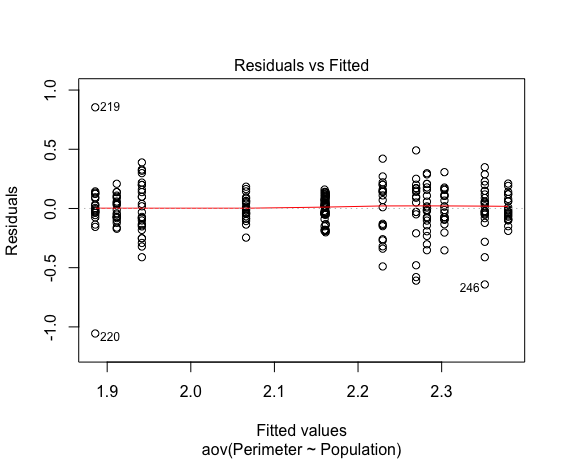 Residuals vs Fitted
1.0
0.5
0.0
-0.5
-1.0
Residuals
219
246
220
1.9 2.0 2.1 2.2 2.3
Fitted values
aov(Perimeter ~ Population)